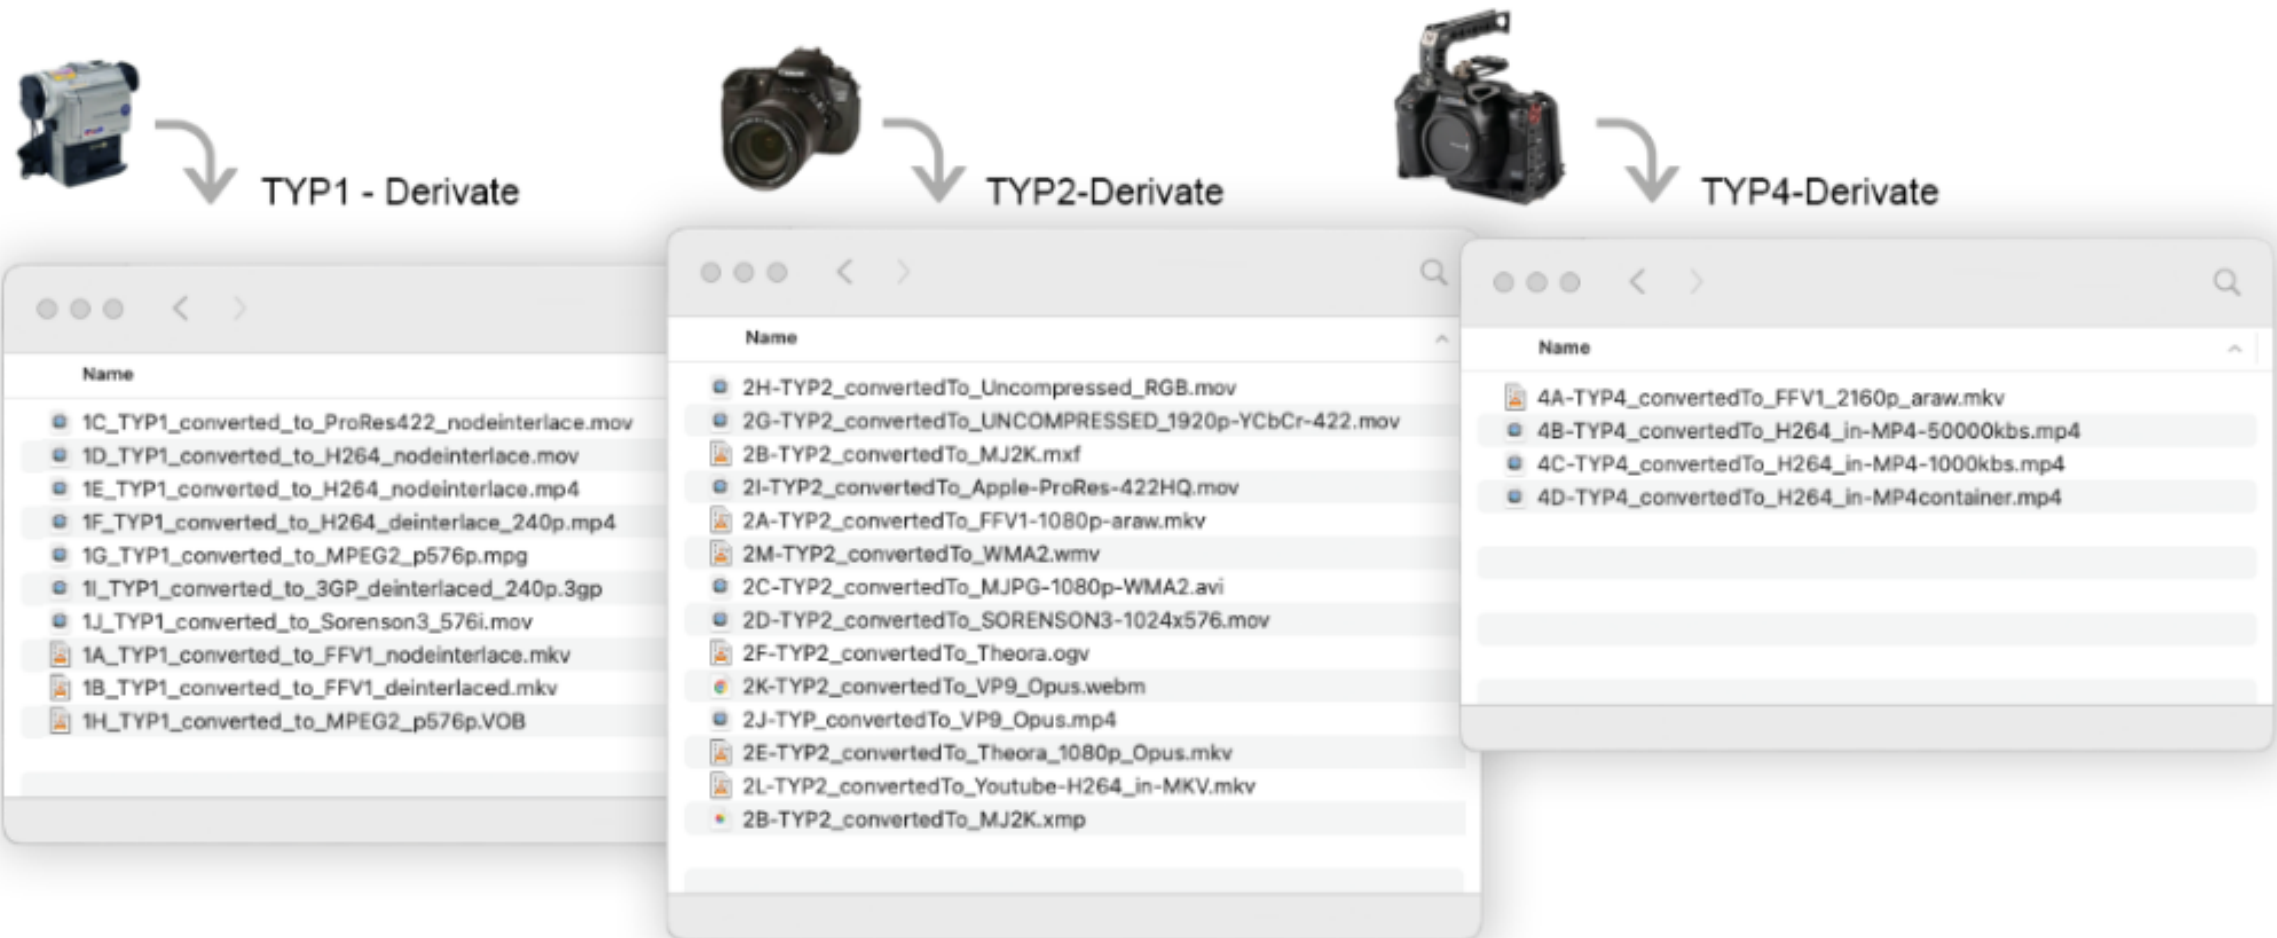 TYP1 - Derivate
Name
1C_TYP1_converted_to_ProRes422_nodeinterlace.mov
1D_TYP1_converted_to_H264_nodeinterlace.mov
1E_TYP1_converted_to_H264_nodeinterlace.mp4
1F_TYP1_converted_to_H264_deinterlace_240p.mp4
1G_TYP1_converted_to_MPEG2_p576p.mpg
1I_TYP1_converted_to_3GP_deinterlaced_240p.3gp
1J_TYP1_converted_to_Sorenson3_576i.mov
1A_TYP1_converted_to_FFV1_nodeinterlace.mkv
1B_TYP1_converted_to_FFV1_deinterlaced.mkv
1H_TYP1_converted_to_MPEG2_p576p.VOB
TYP2-Derivate
Name
2H-TYP2_convertedTo_Uncompressed_RGB.mov
2G-TYP2_convertedTo_UNCOMPRESSED_1920p-YCbCr-422.mov
2B-TYP2_convertedTo_MJ2K.mxf
2I-TYP2_convertedTo_Apple-ProRes-422HQ.mov
2A-TYP2_convertedTo_FFV1-1080p-araw.mkv
2M-TYP2_convertedTo_WMA2.wmv
2C-TYP2_convertedTo_MJPG-1080p-WMA2.avi
2D-TYP2_convertedTo_SORENSON3-1024x576.mov
2F-TYP2_convertedTo_Theora.ogv
2K-TYP2_convertedTo_VP9_Opus.webm
2J-TYP_convertedTo_VP9_Opus.mp4
2E-TYP2_convertedTo_Theora_1080p_Opus.mkv
2L-TYP2_convertedTo_Youtube-H264_in-MKV.mkv
2B-TYP2_convertedTo_MJ2K.xmp
TYP4-Derivate
Name
4A-TYP4_convertedTo_FFV1_2160p_araw.mkv
4B-TYP4_convertedTo_H264_in-MP4-50000kbs.mp4
4C-TYP4_convertedTo_H264_in-MP4-1000kbs.mp4
4D-TYP4_convertedTo_H264_in-MP4container.mp4